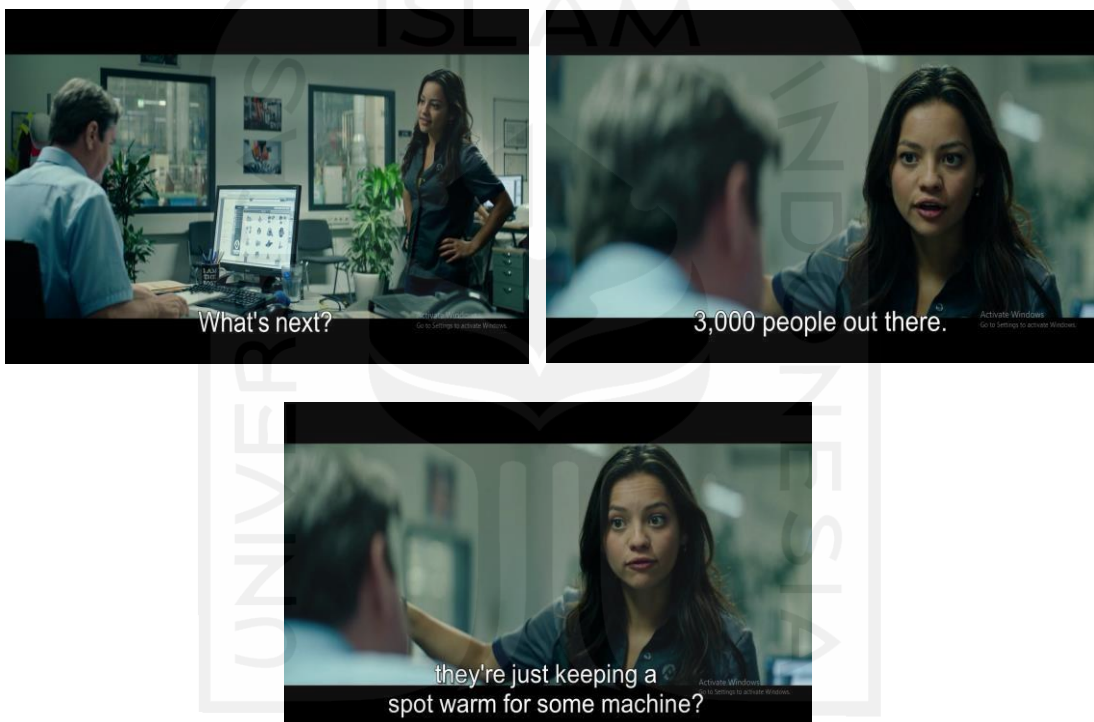 ISLAM
UNIVERS
INDONESIA
What's next?
Activate Windows
Go to Settings to activate Windows.
3,000 people out there.
Activate Windows
Go to Settings to activate Windows.
they're just keeping a
spot warm for some machine?
Activate Windows
Go to Settings to activate Windows.